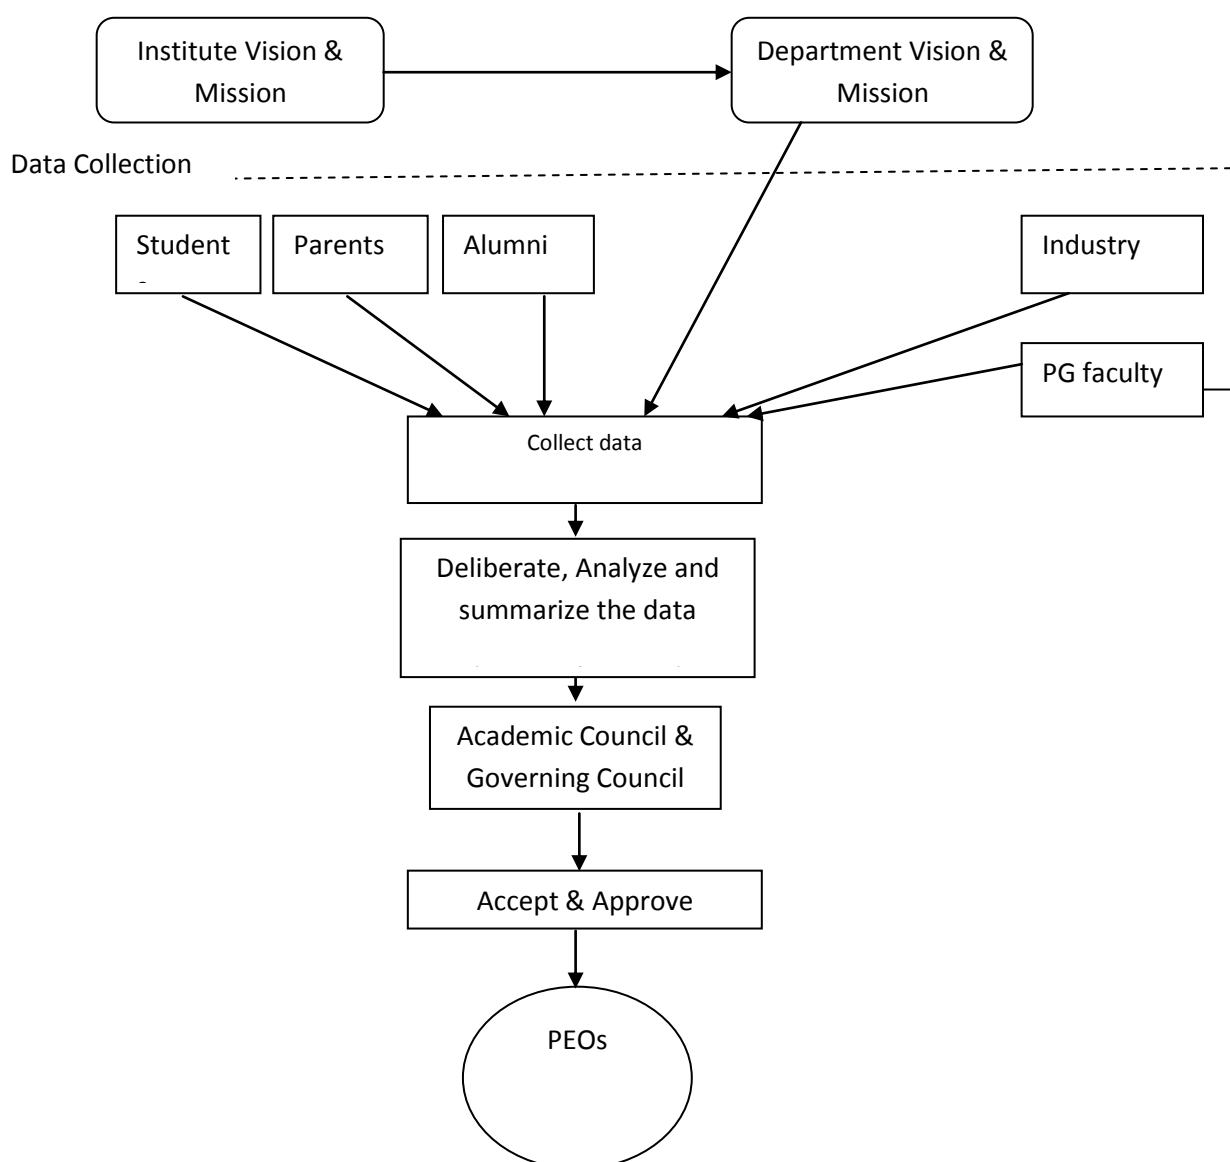 Institute Vision &
Mission
Department Vision &
Mission
Data Collection
Student
Parents
Alumni
Industry
PG faculty
Collect data
Deliberate, Analyze and
summarize the data
Academic Council &
Governing Council
Accept & Approve
PEOs